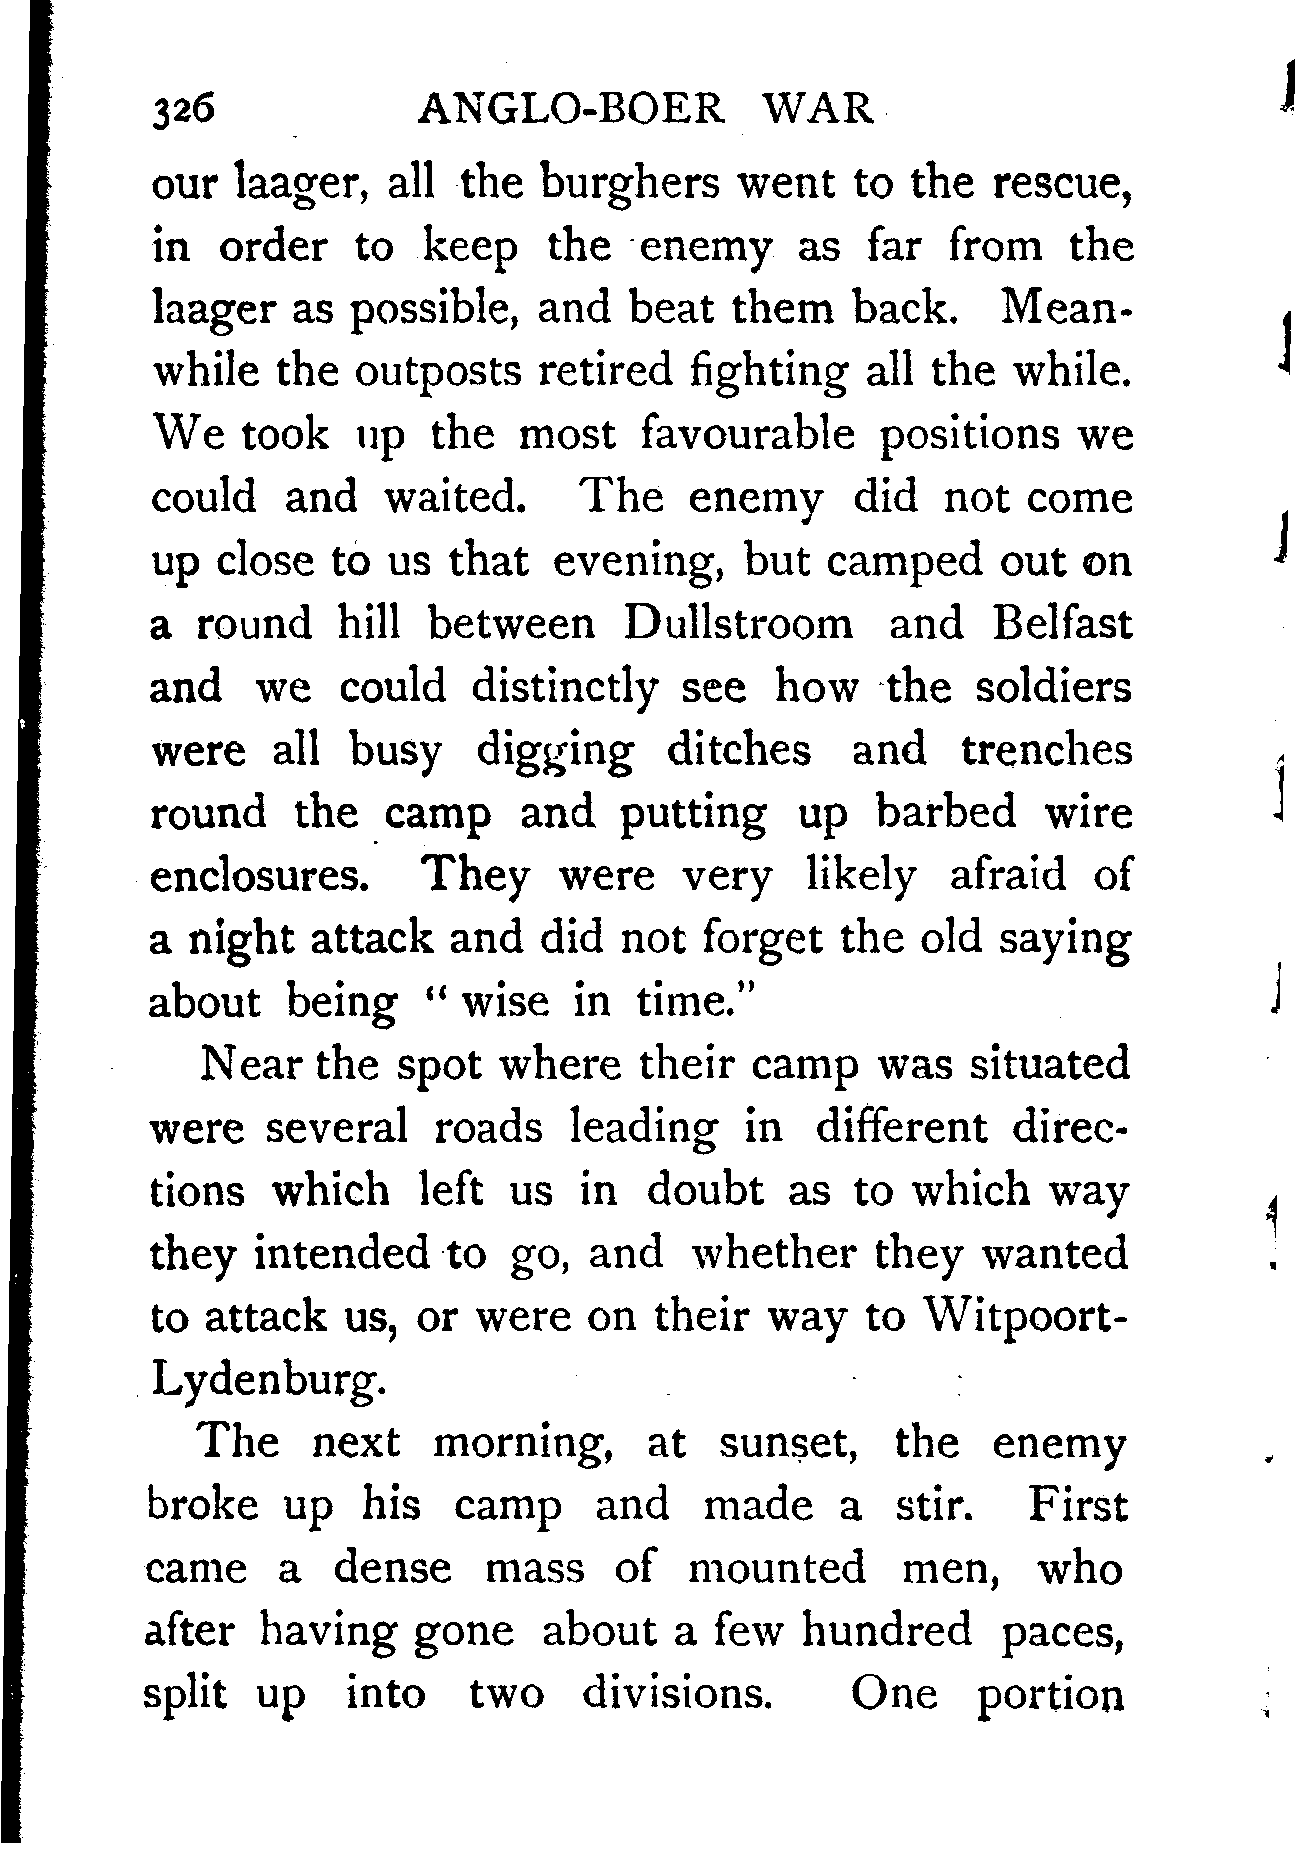 326 ANGLO-BOER WAR
our laager, all the burghers went to the rescue,
in order to keep the enemy as far from the
laager as possible, and beat them back. Mean-
while the outposts retired fighting all the while.
We took up the most favourable positions we
could and waited. The enemy did not come
up close to us that evening, but camped out on
a round hill between Dullstroom and Belfast
and we could distinctly see how the soldiers
were all busy digging ditches and trenches
round the camp and putting up barbed wire
enclosures. They were very likely afraid of
a night attack and did not forget the old saying
about being “ wise in time.”
Near the spot where their camp was situated
were several roads leading in different direc-
tions which left us in doubt as to which way
they intended to go, and whether they wanted
to attack us, or were on their way to Witpoort-
Lydenburg.
The next morning, at sunset, the enemy
broke up his camp and made a stir. First
came a dense mass of mounted men, who
after having gone about a few hundred paces,
split up into two divisions. One portion